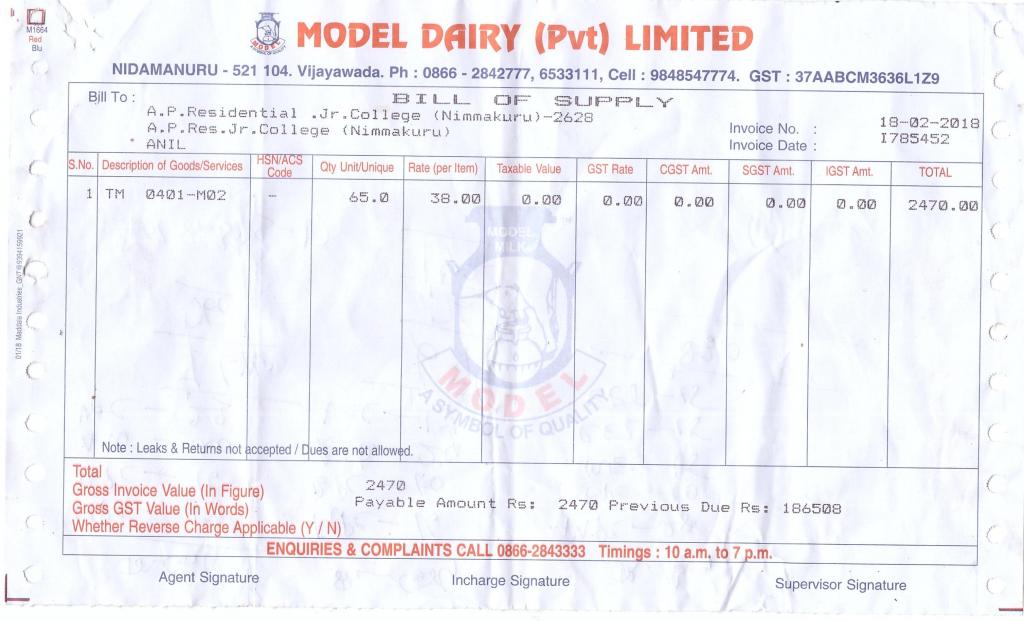 M1664
Red
Blu
MODEL
MODEL DAIRY (Pvt) LIMITED
NIDAMANURU - 521 104. Vijayawada. Ph : 0866 - 2842777, 6533111, Cell : 9848547774. GST : 37AABCM3636L1Z9
Bill To : BILL OF SUPPLY
A.P.Residential .Jr.College (Nimmakuru)-2628
A.P.Res.Jr.College (Nimmakuru)
ANIL
Invoice No. : 18-02-2018
Invoice Date : I785452
S.No. Description of Goods/Services HSN/ACS Code Qty Unit/Unique Rate (per Item) Taxable Value GST Rate CGST Amt. SGST Amt. IGST Amt. TOTAL
1 TM 0401-M02 - 65.0 38.00 0.00 0.00 0.00 0.00 0.00 2470.00
MODEL
MILK
MODEL
A SYMBOL OF QUALITY
01/18 Maddala Industries, GNT @ 9394159921
Note : Leaks & Returns not accepted / Dues are not allowed.
Total
Gross Invoice Value (In Figure) 2470
Gross GST Value (In Words) Payable Amount Rs: 2470 Previous Due Rs: 186508
Whether Reverse Charge Applicable (Y / N)
ENQUIRIES & COMPLAINTS CALL 0866-2843333 Timings : 10 a.m. to 7 p.m.
Agent Signature Incharge Signature Supervisor Signature